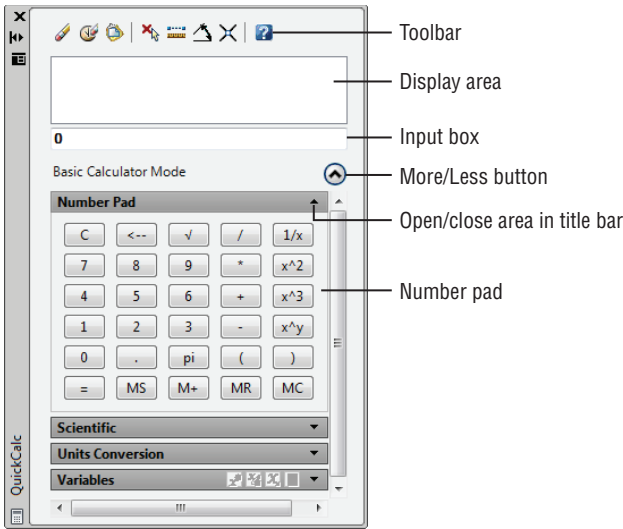 Toolbar
Display area
0
Input box
Basic Calculator Mode
More/Less button
Number Pad
Open/close area in title bar
C <-- √ / 1/x
7 8 9 * x^2
4 5 6 + x^3
Number pad
1 2 3 - x^y
0 . pi ( )
= MS M+ MR MC
Scientific
Units Conversion
Variables
QuickCalc